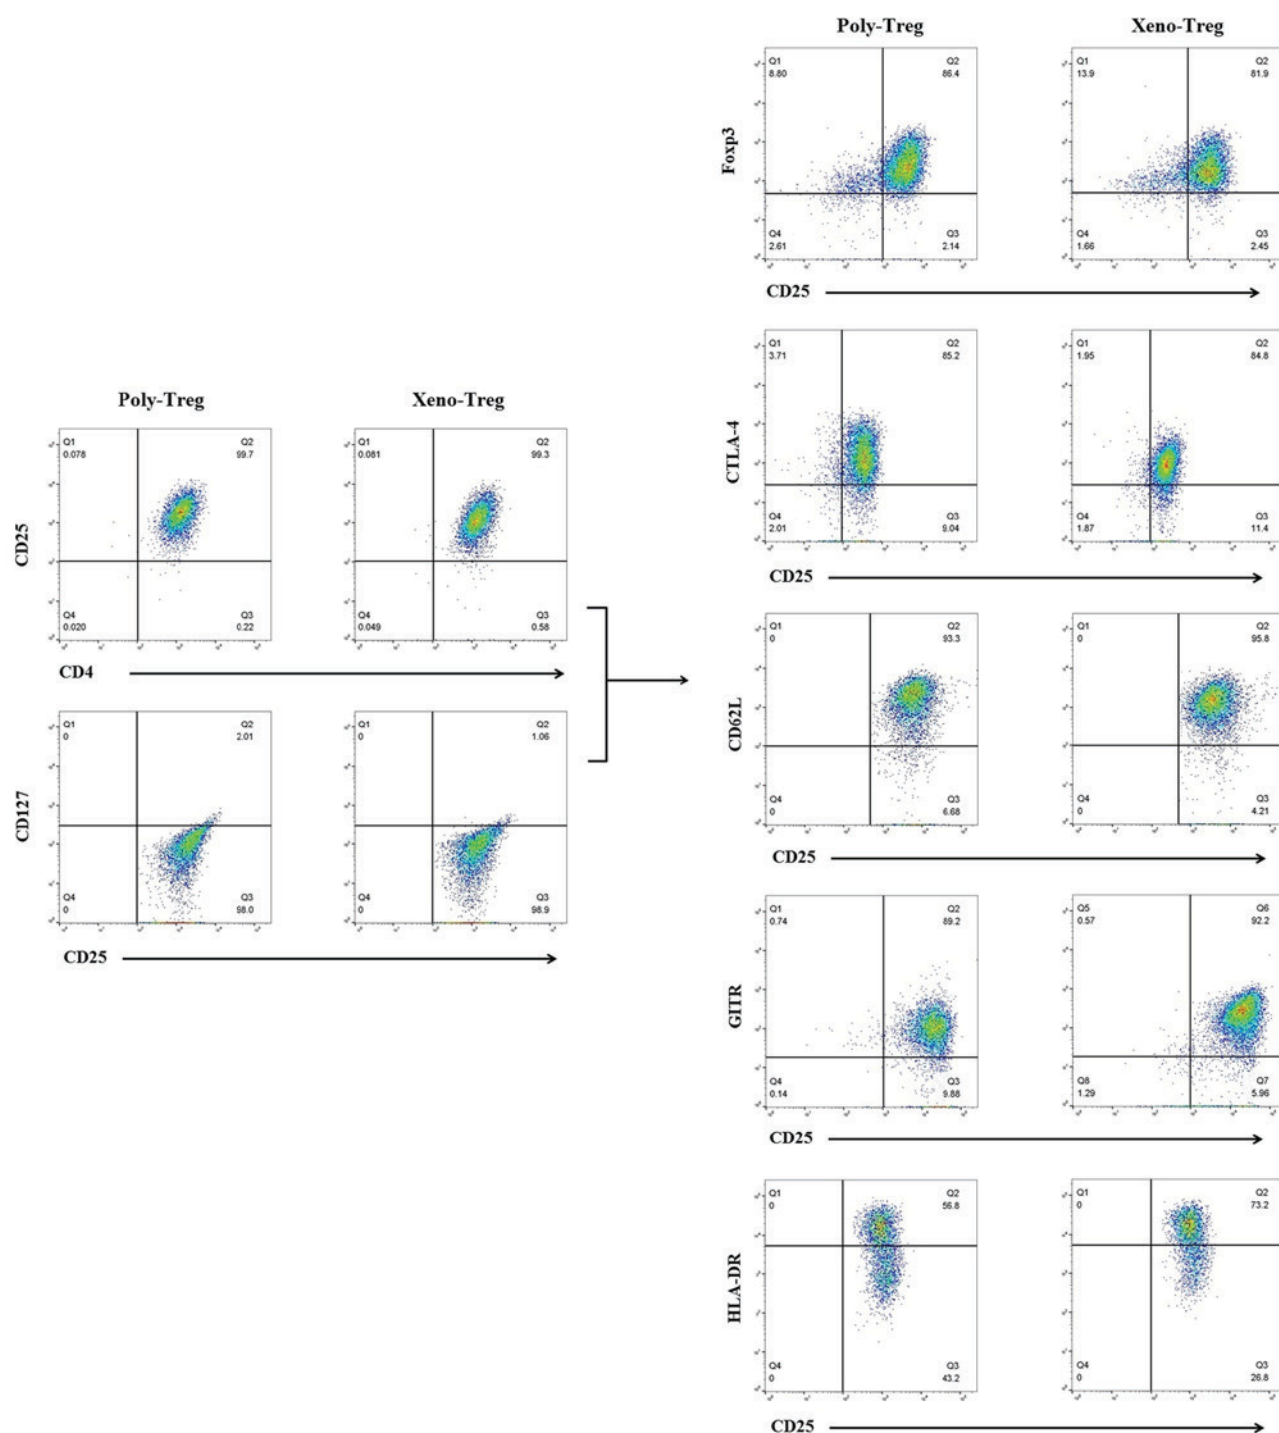 Poly-Treg Xeno-Treg
Q1 Q2 Q1 Q2
8.80 86.4 13.9 81.9
Foxp3
Q4 Q3 Q4 Q3
2.61 2.14 1.66 2.45
CD25
Q1 Q2 Q1 Q2
3.71 85.2 1.95 84.8
CTLA-4
Q4 Q3 Q4 Q3
2.01 9.04 1.87 11.4
CD25
Poly-Treg Xeno-Treg
Q1 Q2 Q1 Q2
0.078 99.7 0.081 99.3
CD25
Q4 Q3 Q4 Q3
0.020 0.22 0.049 0.58
CD4
Q1 Q2 Q1 Q2
0 2.01 0 1.06
CD127
Q4 Q3 Q4 Q3
0 98.0 0 98.9
CD25
Q1 Q2 Q1 Q2
0 93.3 0 95.8
CD62L
Q4 Q3 Q4 Q3
0 6.68 0 4.21
CD25
Q1 Q2 Q5 Q6
0.74 89.2 0.57 92.2
GITR
Q4 Q3 Q8 Q7
0.14 9.88 1.29 5.96
CD25
Q1 Q2 Q1 Q2
0 56.8 0 73.2
HLA-DR
Q4 Q3 Q4 Q3
0 43.2 0 26.8
CD25